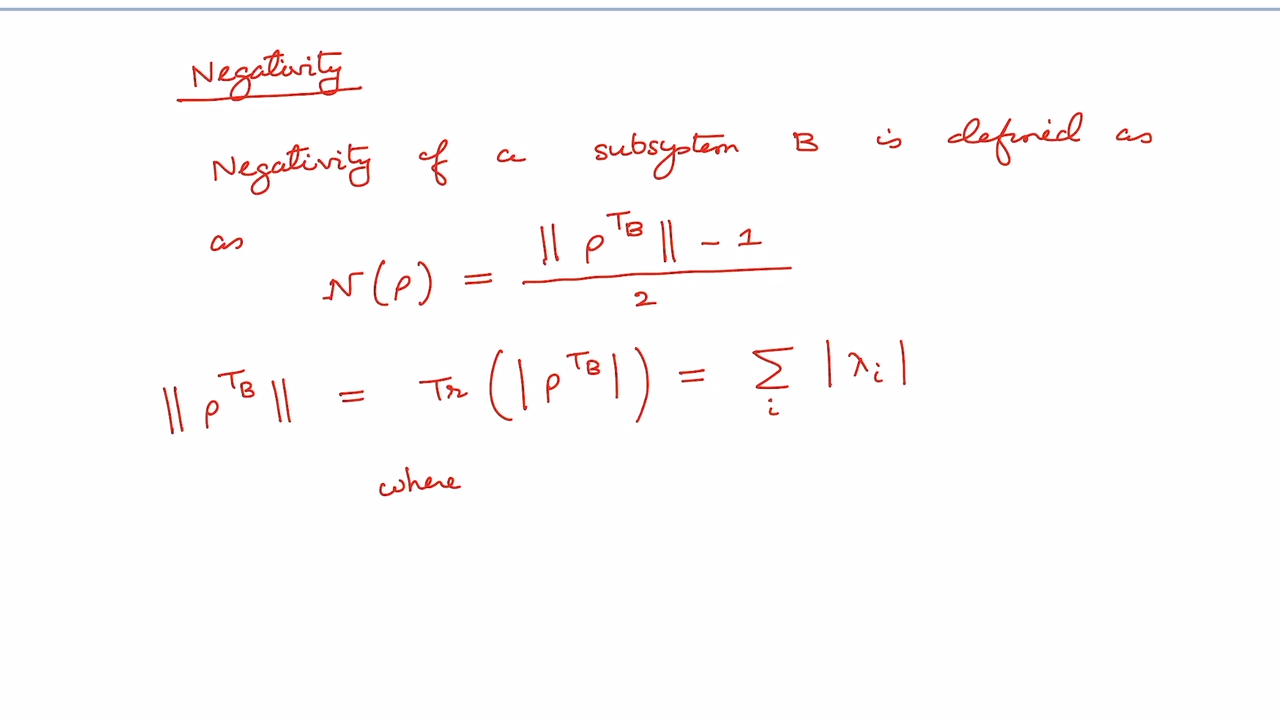 Negativity
Negativity of a subsystem B is defined as
as
N(ρ) = (‖ ρ^{T_B} ‖ - 1) / 2
‖ ρ^{T_B} ‖ = Tr (| ρ^{T_B} |) = Σ_i | λ_i |
where